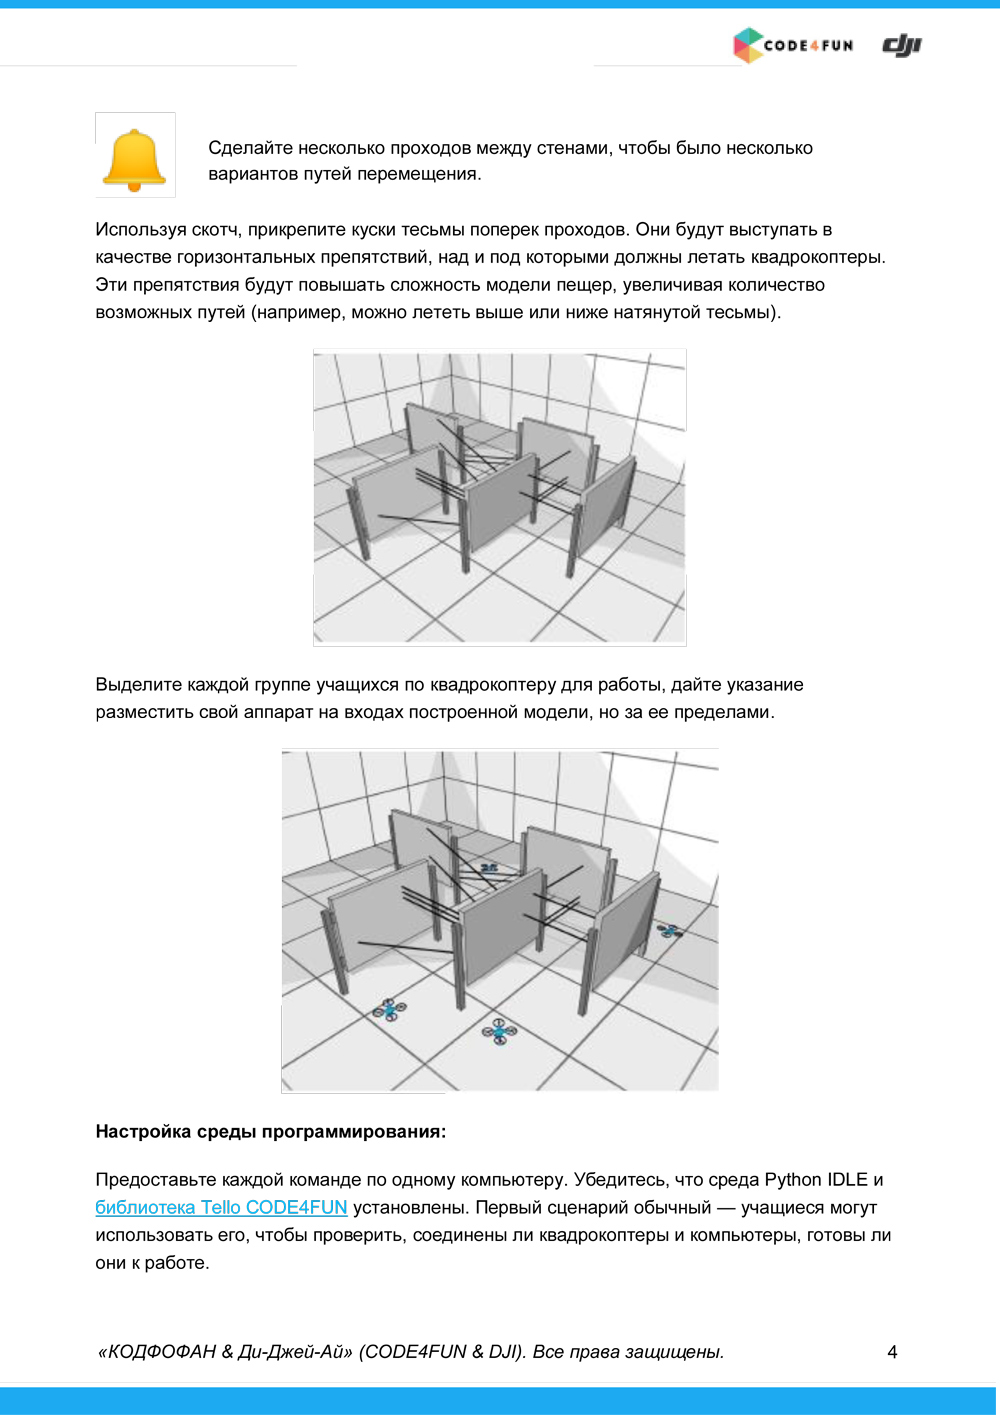 CODE4FUN dji
Сделайте несколько проходов между стенами, чтобы было несколько
вариантов путей перемещения.
Используя скотч, прикрепите куски тесьмы поперек проходов. Они будут выступать в
качестве горизонтальных препятствий, над и под которыми должны летать квадрокоптеры.
Эти препятствия будут повышать сложность модели пещер, увеличивая количество
возможных путей (например, можно лететь выше или ниже натянутой тесьмы).
Выделите каждой группе учащихся по квадрокоптеру для работы, дайте указание
разместить свой аппарат на входах построенной модели, но за ее пределами.
Настройка среды программирования:
Предоставьте каждой команде по одному компьютеру. Убедитесь, что среда Python IDLE и
библиотека Tello CODE4FUN установлены. Первый сценарий обычный — учащиеся могут
использовать его, чтобы проверить, соединены ли квадрокоптеры и компьютеры, готовы ли
они к работе.
«КОДФОФАН & Ди-Джей-Ай» (CODE4FUN & DJI). Все права защищены. 4